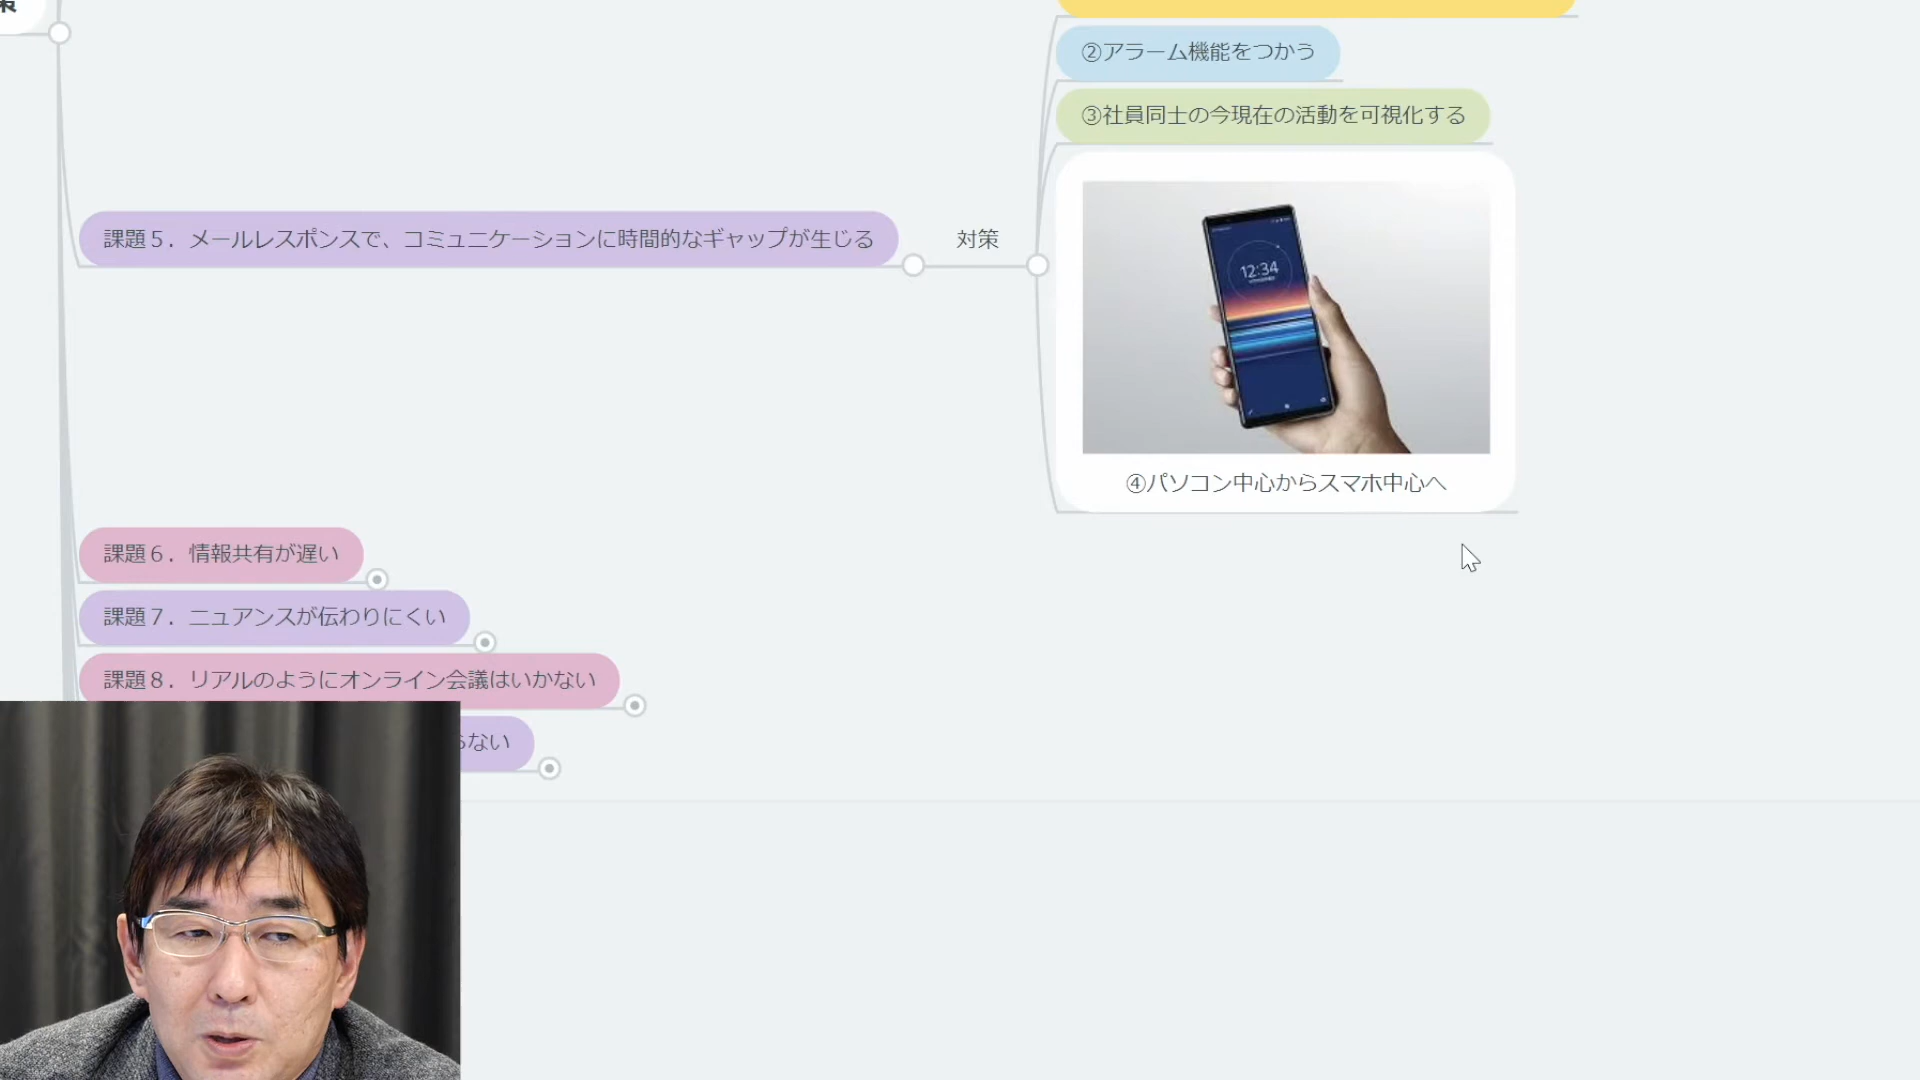 策
②アラーム機能をつかう
③社員同士の今現在の活動を可視化する
課題５．メールレスポンスで、コミュニケーションに時間的なギャップが生じる
対策
12:34
④パソコン中心からスマホ中心へ
課題６．情報共有が遅い
課題７．ニュアンスが伝わりにくい
課題８．リアルのようにオンライン会議はいかない
ない